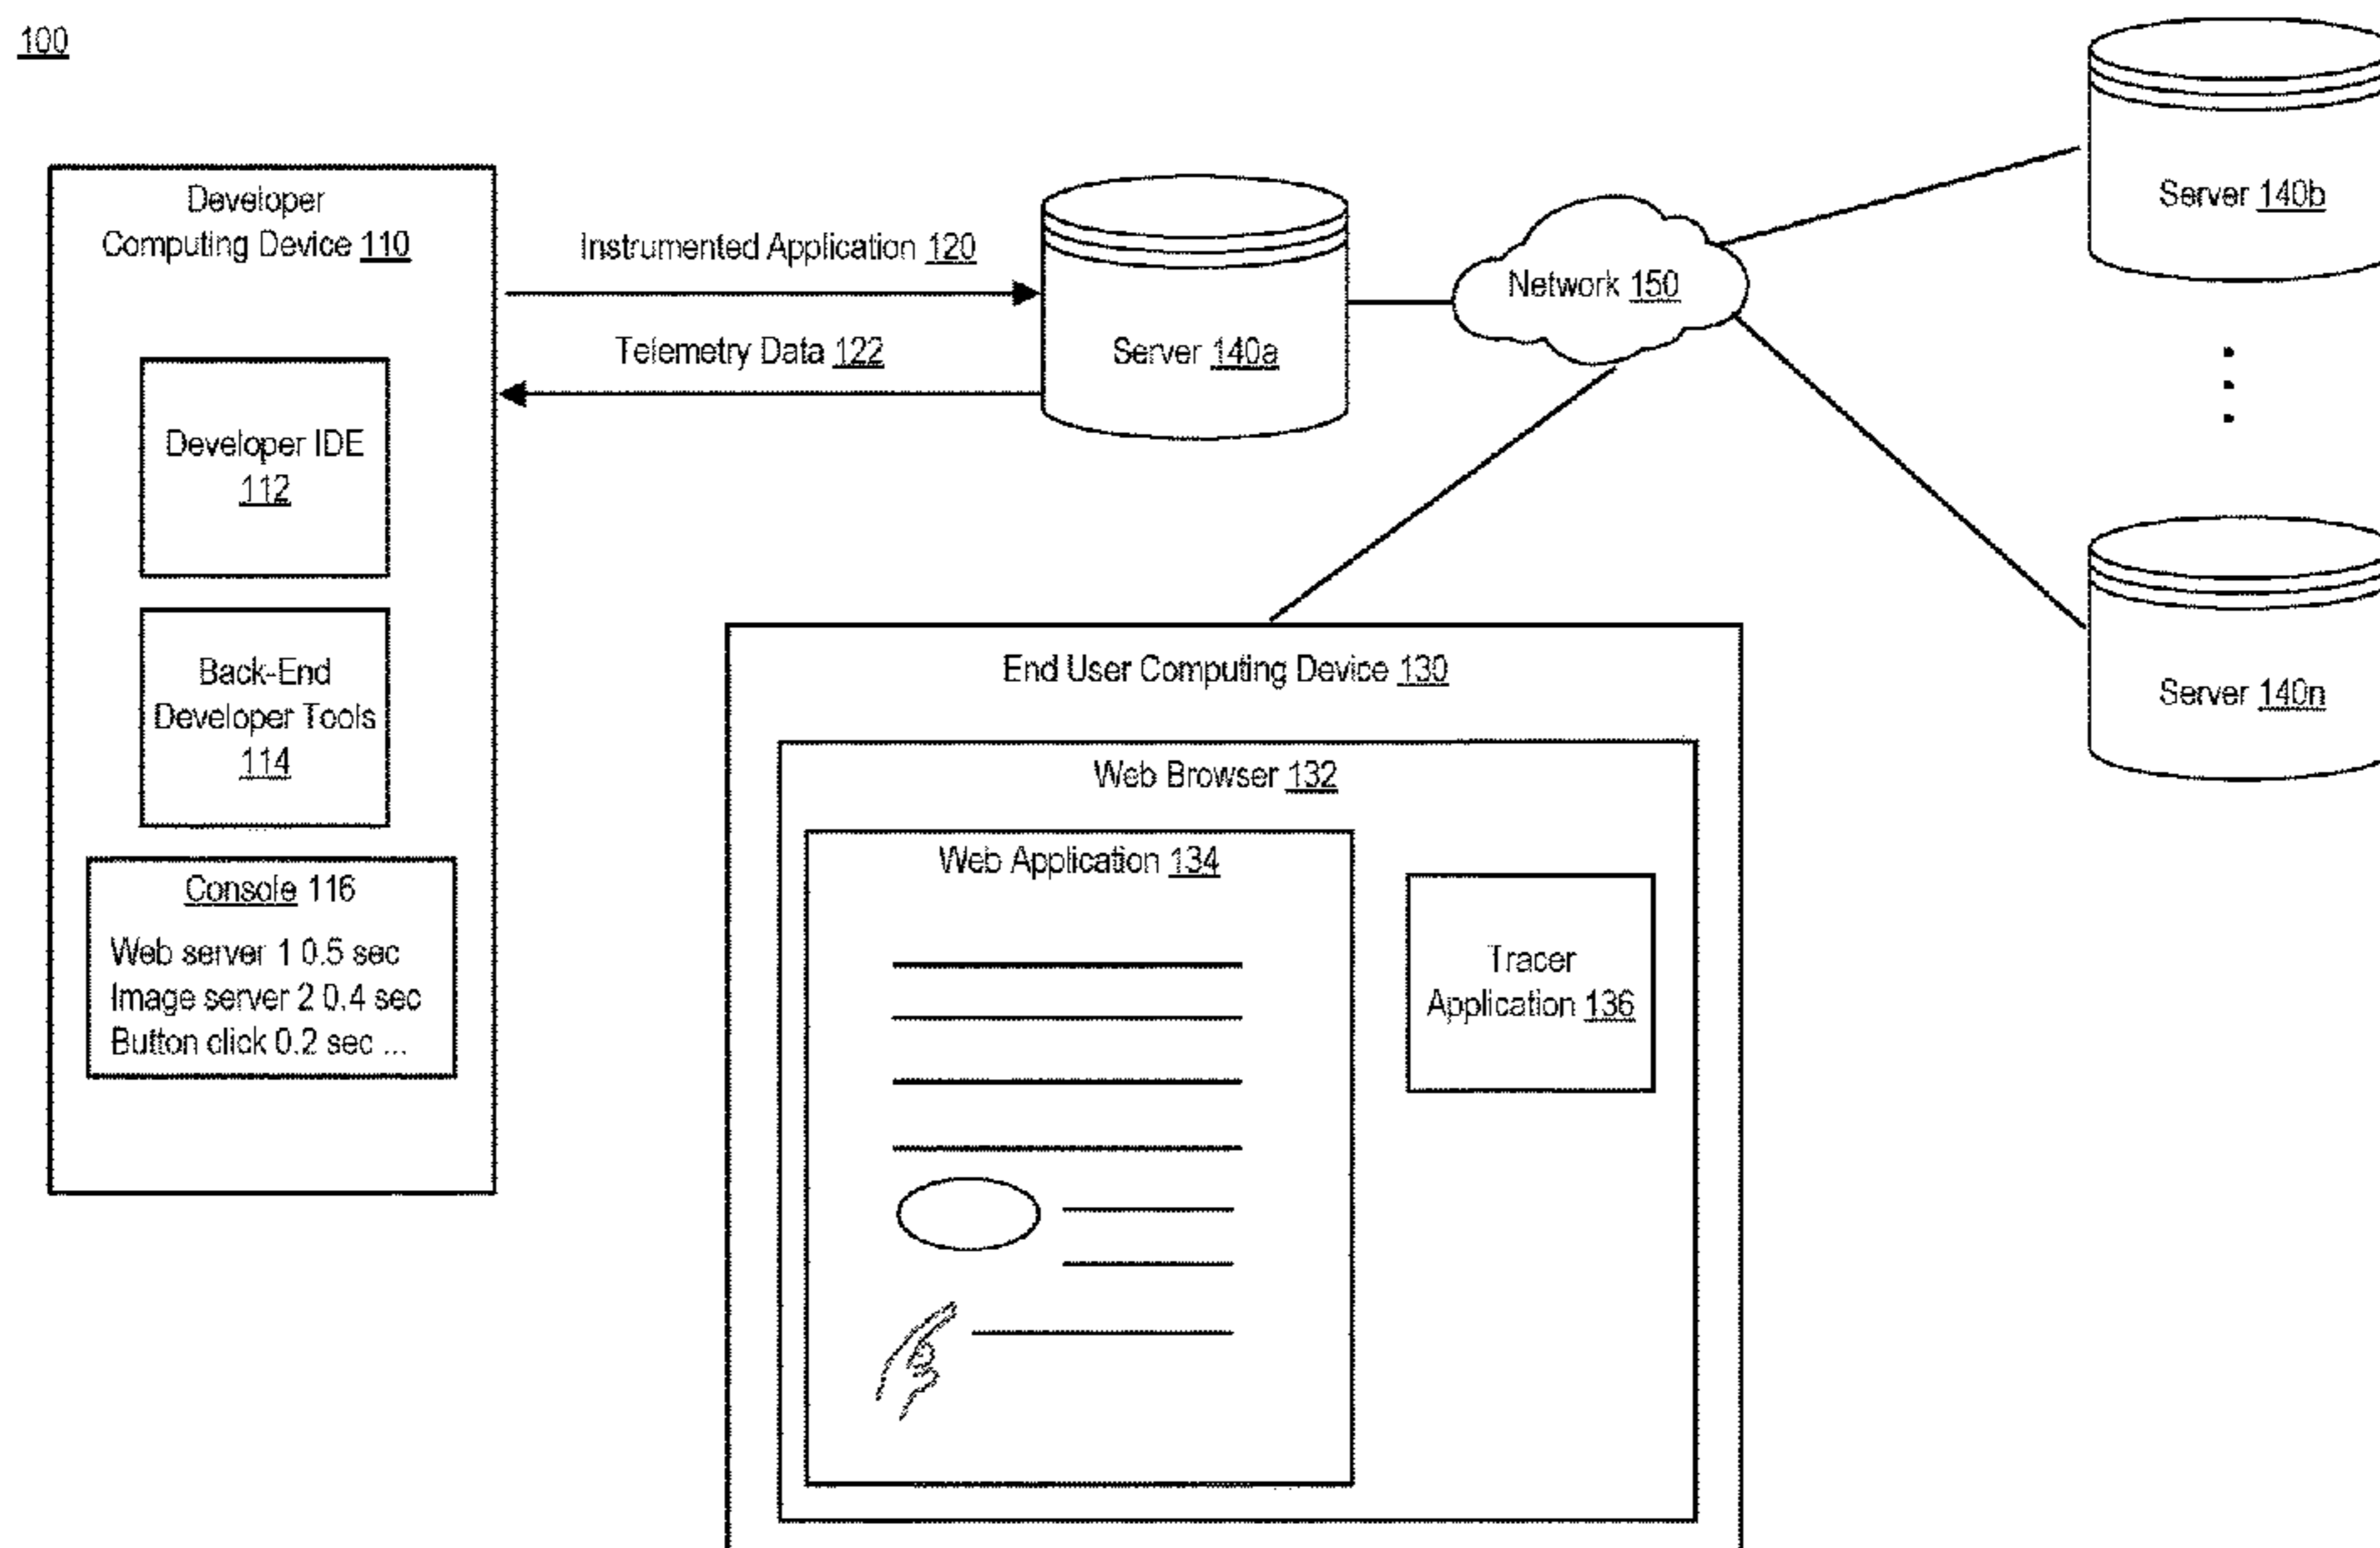 100
Developer
Computing Device 110
Developer IDE
112
Back-End
Developer Tools
114
Console 116
Web server 1 0.5 sec
Image server 2 0.4 sec
Button click 0.2 sec ...
Instrumented Application 120
Telemetry Data 122
Server 140a
Network 150
Server 140b
Server 140n
End User Computing Device 130
Web Browser 132
Web Application 134
Tracer
Application 136